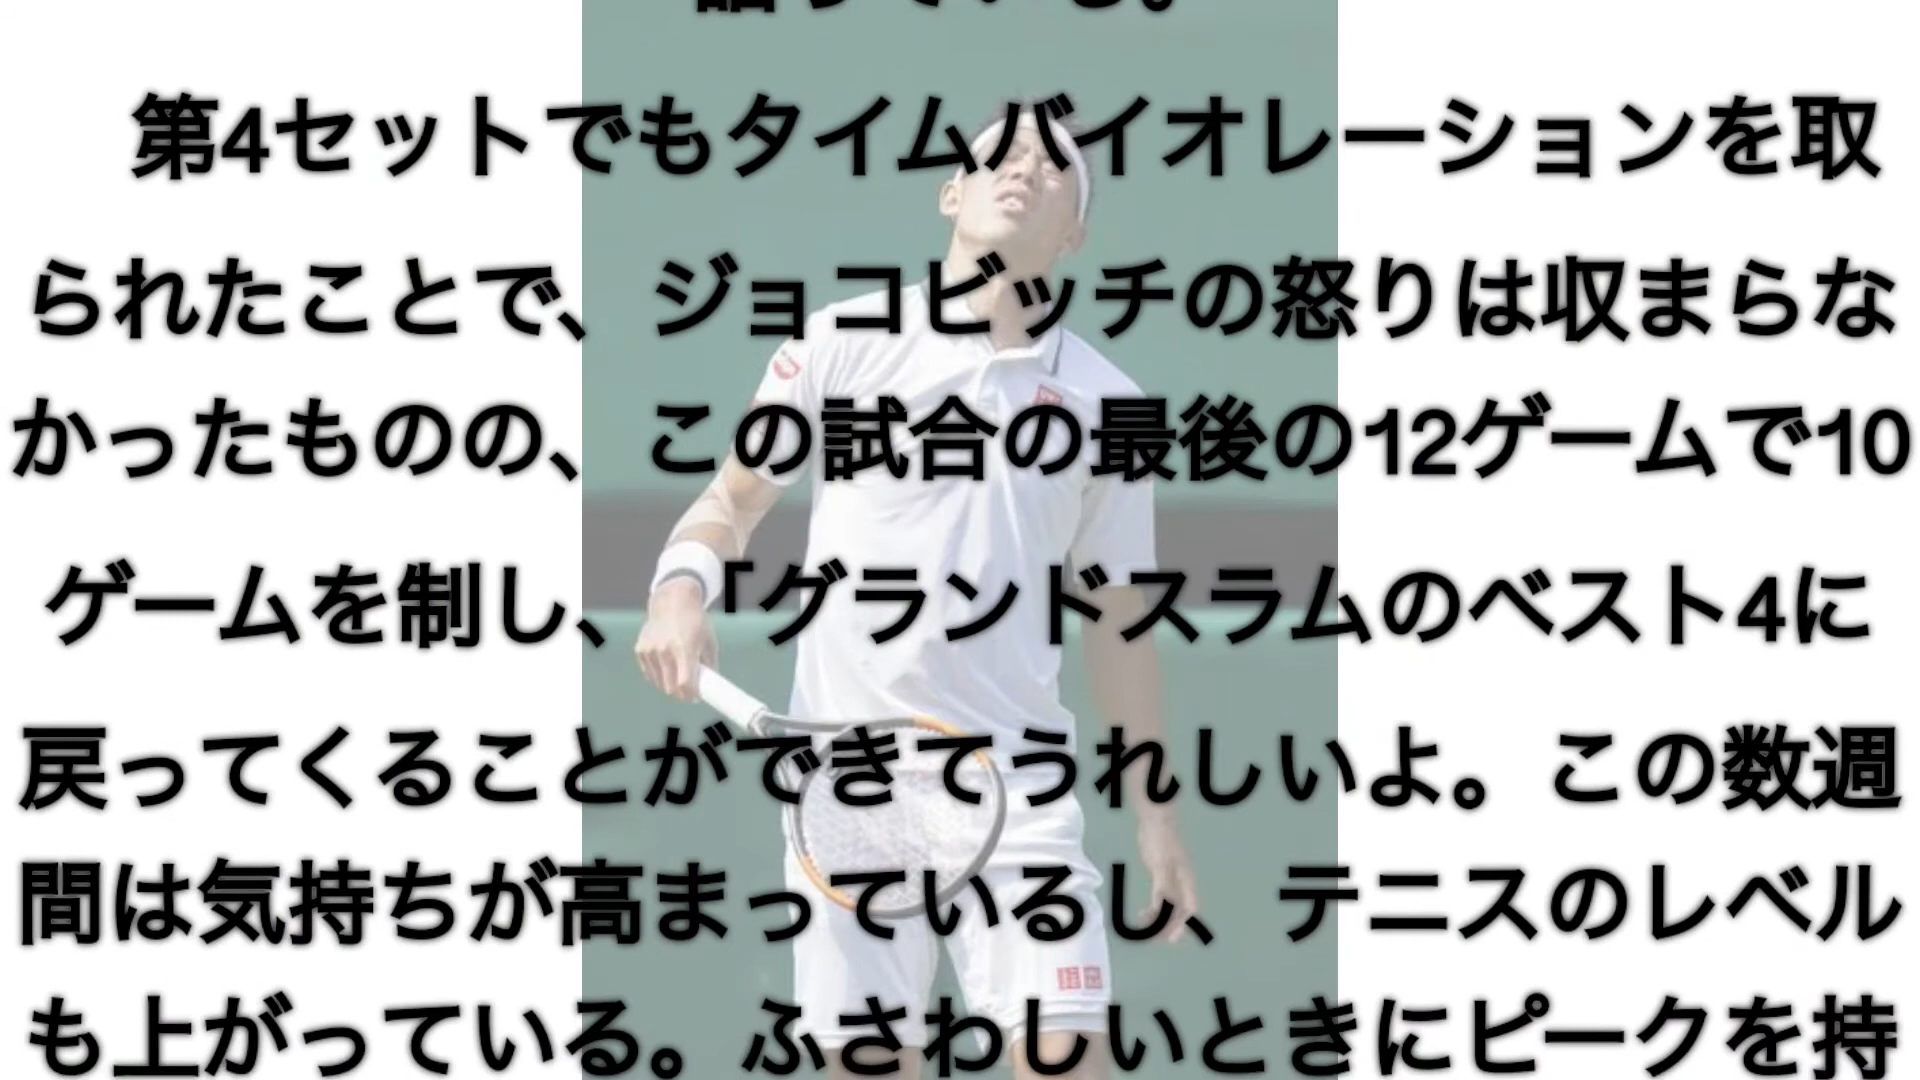 語っている。
第4セットでもタイムバイオレーションを取
られたことで、ジョコビッチの怒りは収まらな
かったものの、この試合の最後の12ゲームで10
ゲームを制し、「グランドスラムのベスト4に
戻ってくることができてうれしいよ。この数週
間は気持ちが高まっているし、テニスのレベル
も上がっている。ふさわしいときにピークを持